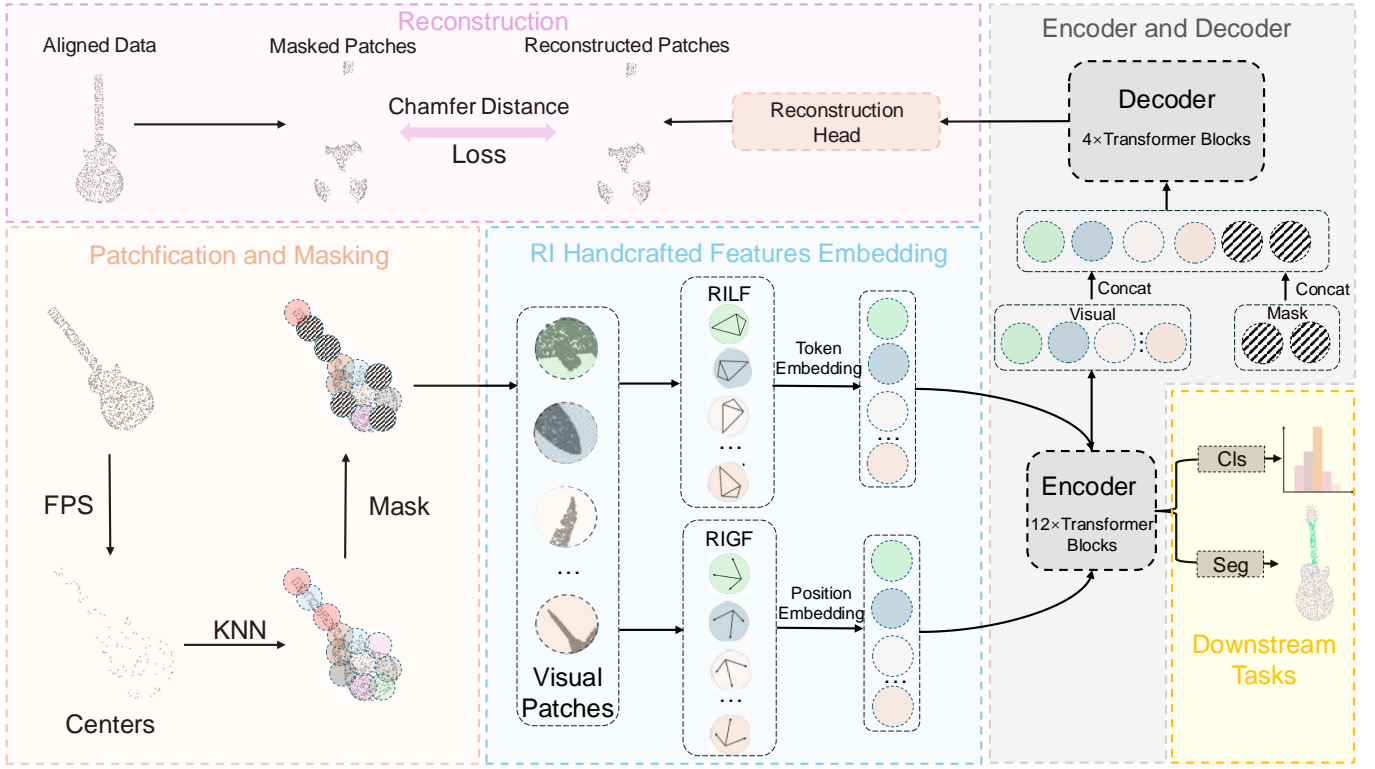 Reconstruction
Aligned Data
Masked Patches
Reconstructed Patches
Chamfer Distance
Loss
Reconstruction
Head
Encoder and Decoder
Decoder
4×Transformer Blocks
Concat
Concat
Visual
Mask
Encoder
12×Transformer
Blocks
Patchfication and Masking
FPS
Mask
KNN
Centers
RI Handcrafted Features Embedding
...
Visual
Patches
RILF
...
Token
Embedding
...
RIGF
...
Position
Embedding
...
Cls
Seg
Downstream
Tasks